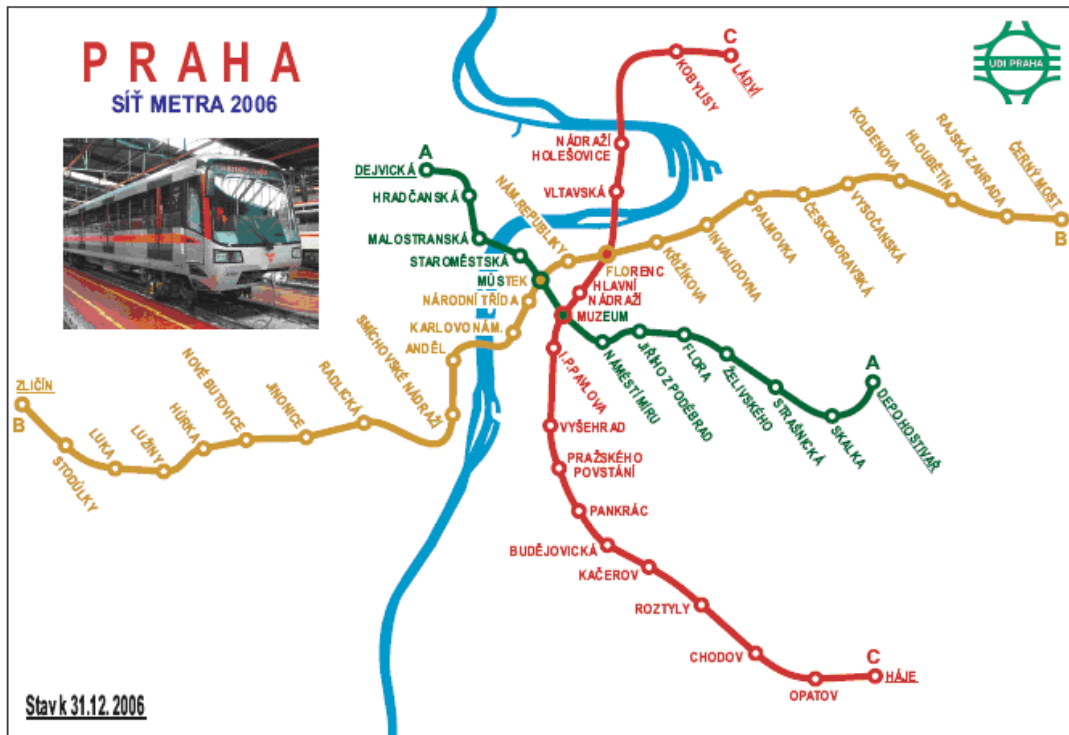 PRAHA
SÍŤ METRA 2006
UDI PRAHA
C
LÁDVÍ
KOBYLISY
NÁDRAŽÍ
HOLEŠOVICE
VLTAVSKÁ
A
DEJVICKÁ
HRADČANSKÁ
MALOSTRANSKÁ
STAROMĚSTSKÁ
MŮSTEK
NÁM.REPUBLIKY
FLORENC
HLAVNÍ
NÁDRAŽÍ
MUZEUM
KŘIŽÍKOVA
INVALIDOVNA
PALMOVKA
ČESKOMORAVSKÁ
VYSOČANSKÁ
KOLBENOVA
HLOUBĚTÍN
RAJSKÁ ZAHRADA
ČERNÝ MOST
B
NÁRODNÍ TŘÍDA
KARLOVO NÁM.
ANDĚL
SMÍCHOVSKÉ NÁDRAŽÍ
RADLICKÁ
JINONICE
NOVÉ BUTOVICE
HŮRKA
LUŽINY
LUKA
STODŮLKY
ZLIČÍN
B
I.P.PAVLOVA
NÁMĚSTÍ MÍRU
JIŘÍHO Z PODĚBRAD
FLORA
ŽELIVSKÉHO
STRAŠNICKÁ
SKALKA
A
DEPO HOSTIVAŘ
VYŠEHRAD
PRAŽSKÉHO
POVSTÁNÍ
PANKRÁC
BUDĚJOVICKÁ
KAČEROV
ROZTYLY
CHODOV
OPATOV
C
HÁJE
Stav k 31.12. 2006